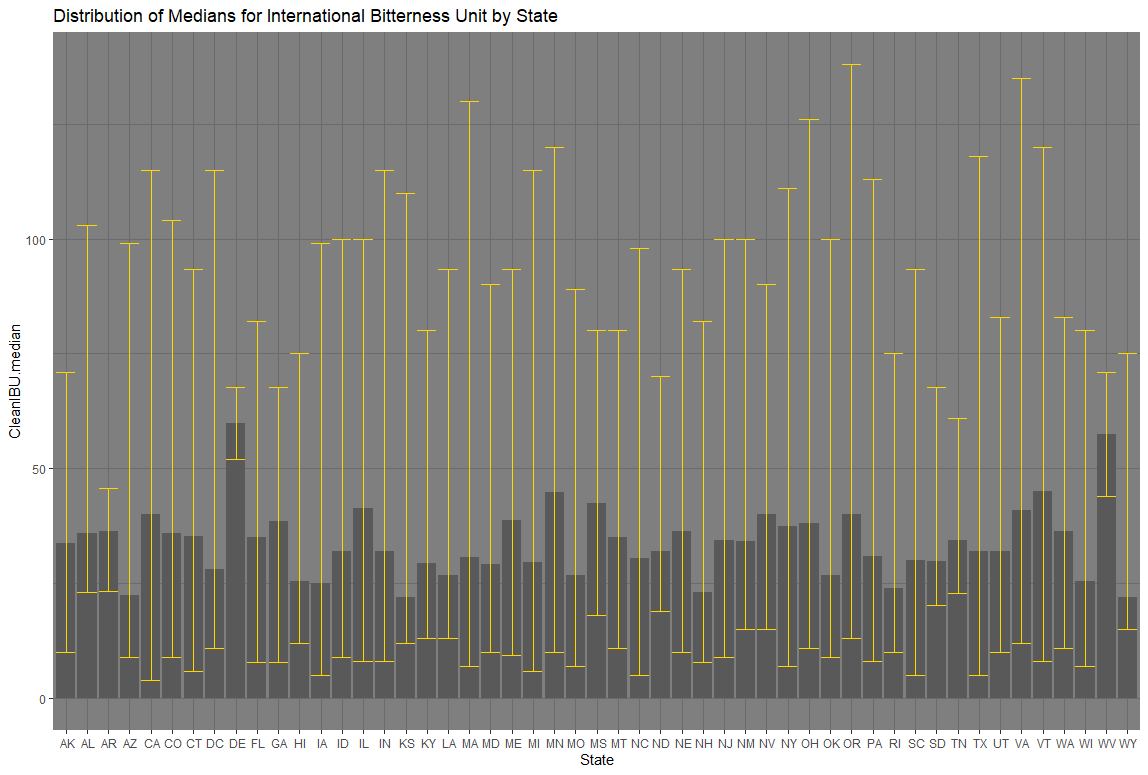 Distribution of Medians for International Bitterness Unit by State
CleanIBU.median
100
50
0
AK AL AR AZ CA CO CT DC DE FL GA HI IA ID IL IN KS KY LA MA MD ME MI MN MO MS MT NC ND NE NH NJ NM NV NY OH OK OR PA RI SC SD TN TX UT VA VT WA WI WV WY
State